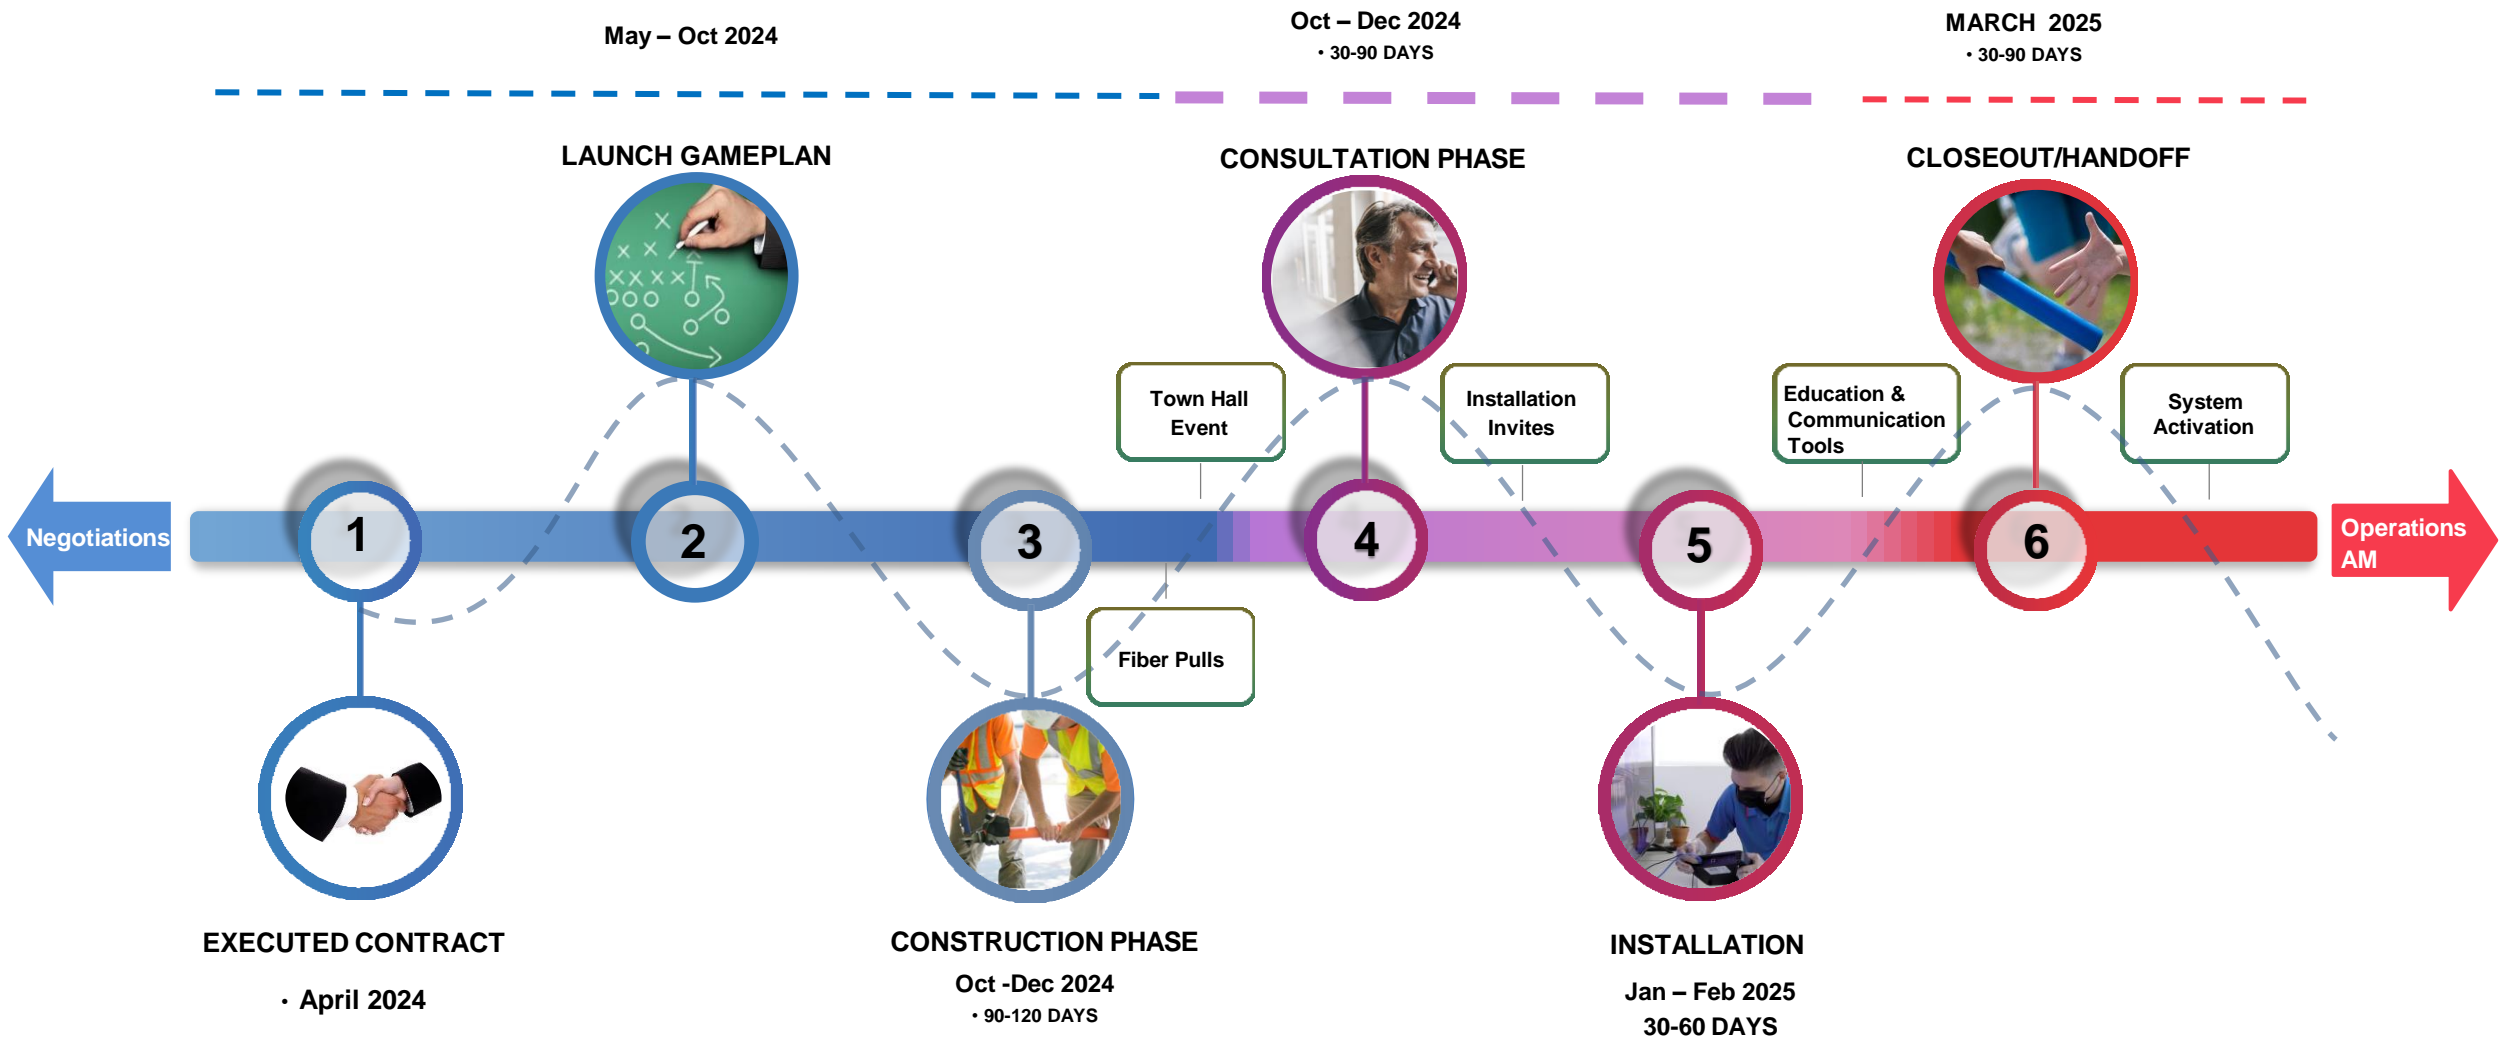 May – Oct 2024
Oct – Dec 2024
• 30-90 DAYS
MARCH 2025
• 30-90 DAYS
LAUNCH GAMEPLAN
CONSULTATION PHASE
CLOSEOUT/HANDOFF
Town Hall
Event
Installation
Invites
Education &
Communication
Tools
System
Activation
Negotiations
1
2
3
4
5
6
Operations
AM
Fiber Pulls
EXECUTED CONTRACT
• April 2024
CONSTRUCTION PHASE
Oct -Dec 2024
• 90-120 DAYS
INSTALLATION
Jan – Feb 2025
30-60 DAYS